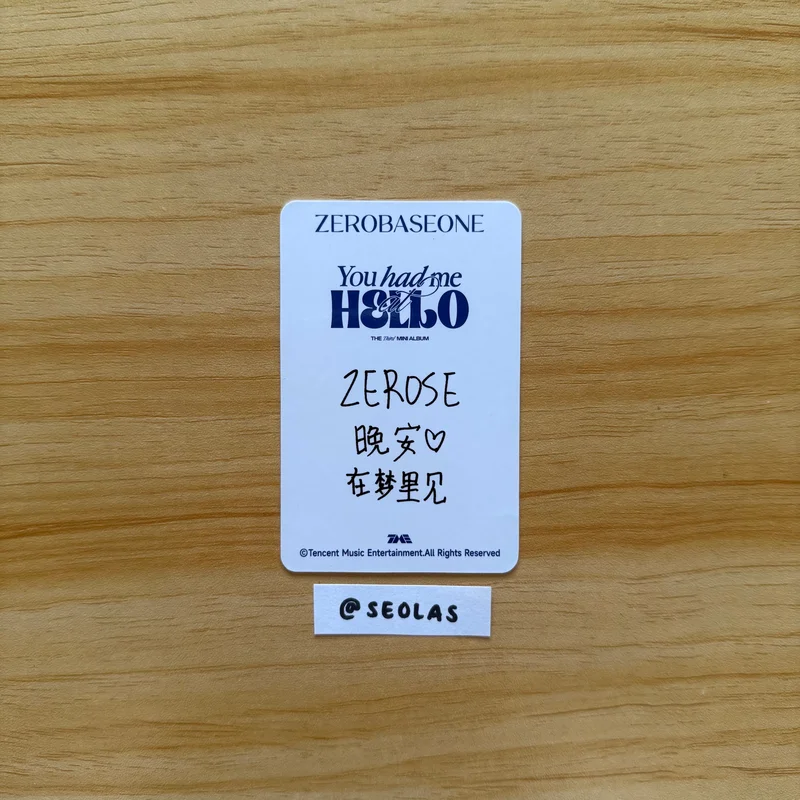 ZEROBASEONE
You had me
at
HELLO
THE Third MINI ALBUM
ZEROSE
晚安♡
在梦里见
TME
©Tencent Music Entertainment.All Rights Reserved
@SEOLAS